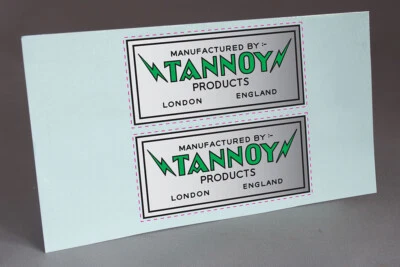 MANUFACTURED BY :-
TANNOY
PRODUCTS
LONDON ENGLAND
MANUFACTURED BY :-
TANNOY
PRODUCTS
LONDON ENGLAND